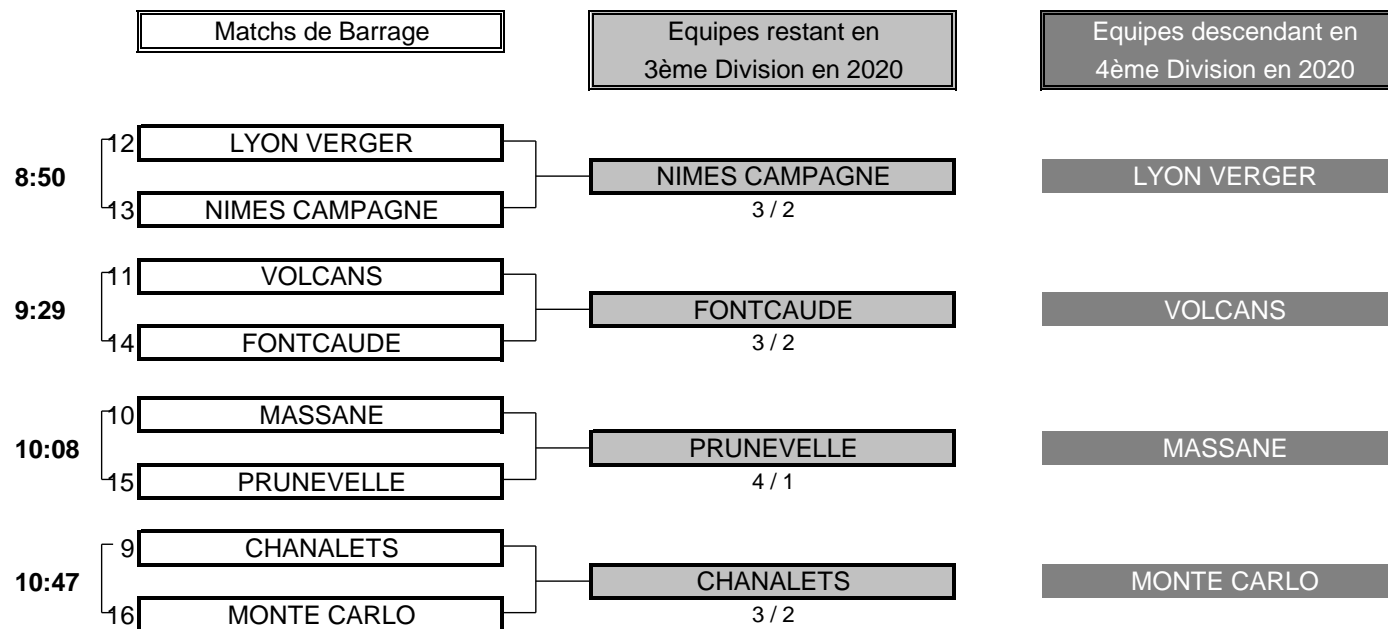 Matchs de Barrage
Equipes restant en
3ème Division en 2020
Equipes descendant en
4ème Division en 2020
8:50
12 LYON VERGER
13 NIMES CAMPAGNE
NIMES CAMPAGNE
3 / 2
LYON VERGER
9:29
11 VOLCANS
14 FONTCAUDE
FONTCAUDE
3 / 2
VOLCANS
10:08
10 MASSANE
15 PRUNEVELLE
PRUNEVELLE
4 / 1
MASSANE
10:47
9 CHANALETS
16 MONTE CARLO
CHANALETS
3 / 2
MONTE CARLO